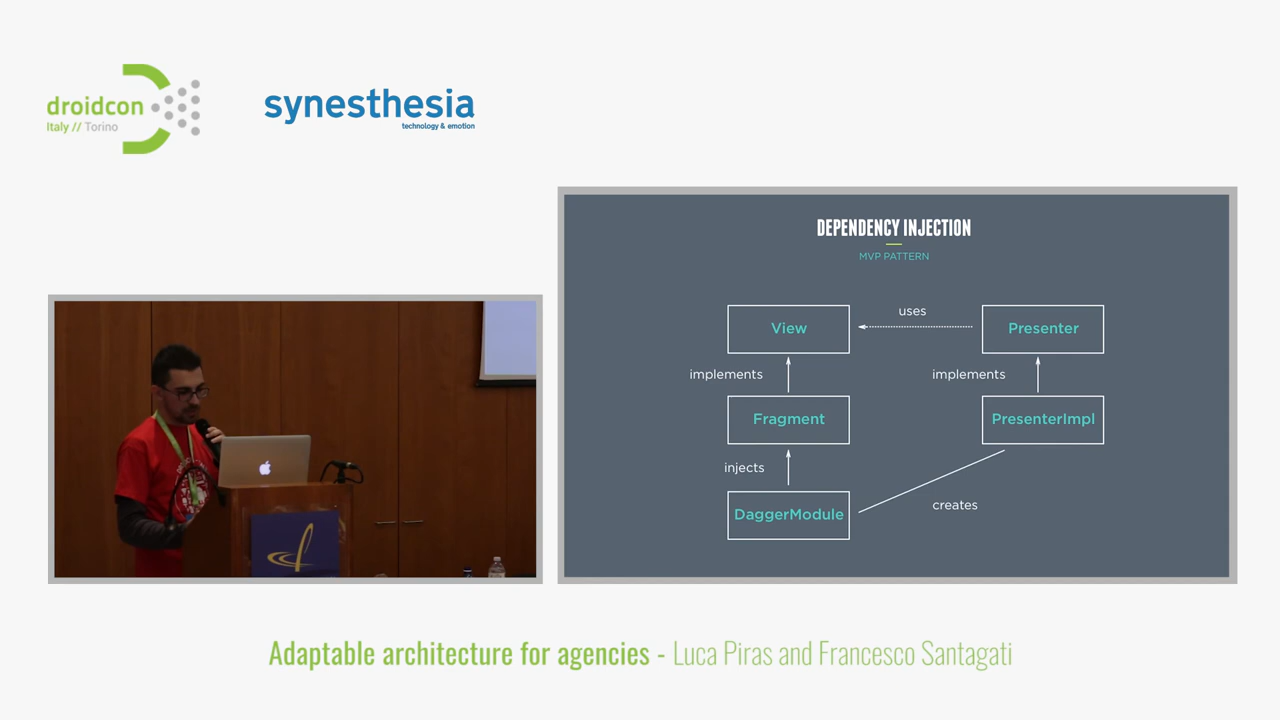 droidcon
Italy // Torino
synesthesia
technology & emotion
DEPENDENCY INJECTION
MVP PATTERN
View
uses
Presenter
implements
implements
Fragment
PresenterImpl
injects
DaggerModule
creates
Adaptable architecture for agencies - Luca Piras and Francesco Santagati